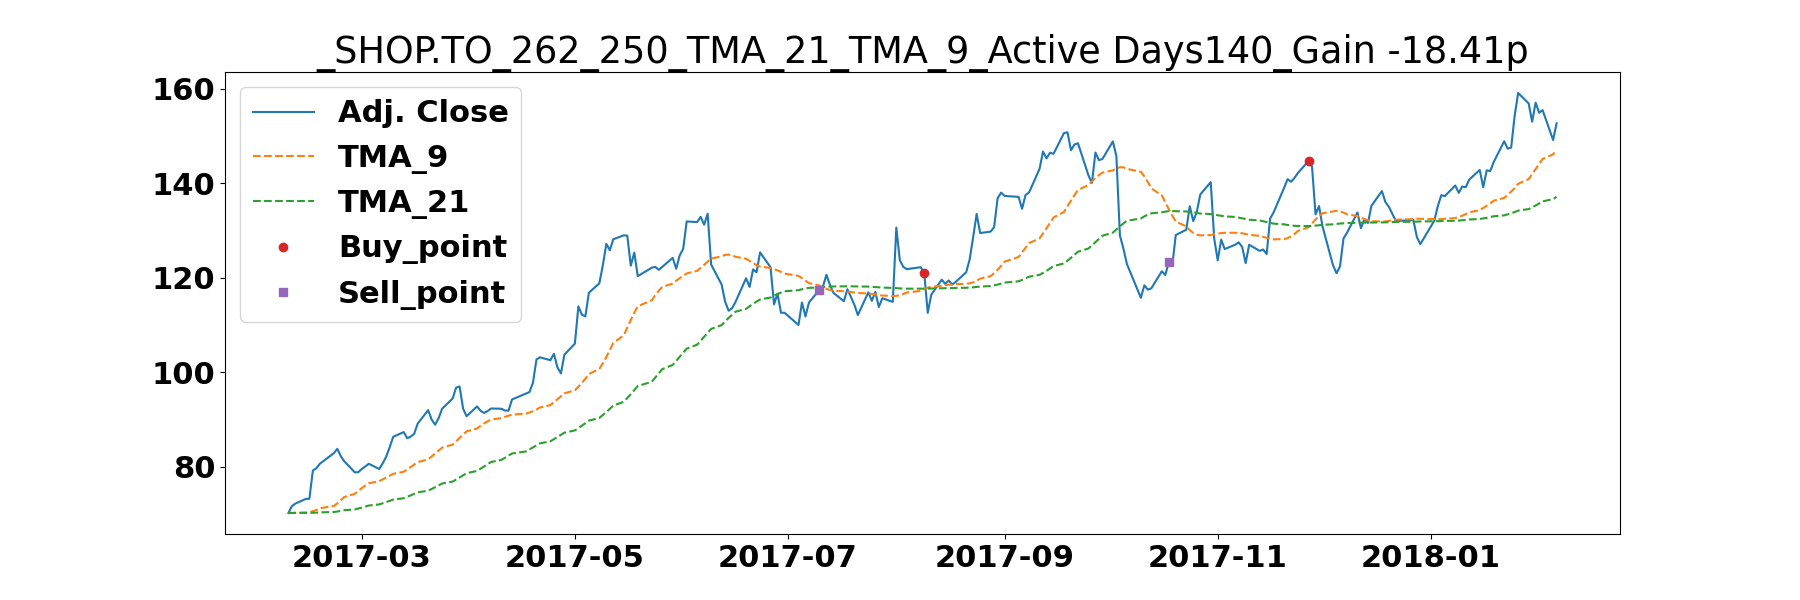 _SHOP.TO_262_250_TMA_21_TMA_9_Active Days140_Gain -18.41p
160
140
120
100
80
Adj. Close
TMA_9
TMA_21
Buy_point
Sell_point
2017-03
2017-05
2017-07
2017-09
2017-11
2018-01